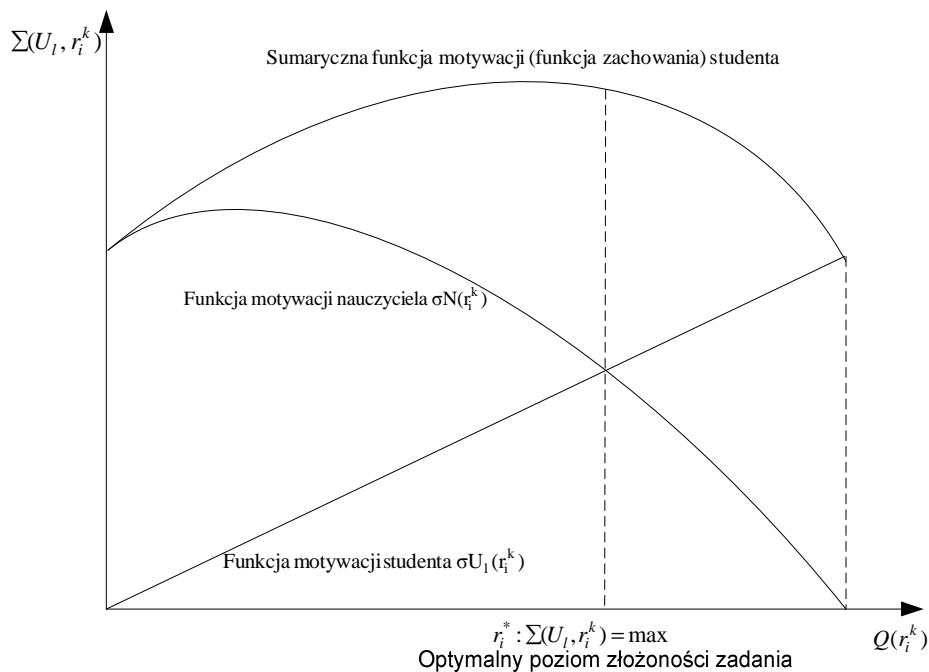 ∑(U_l, r_i^k)
Sumaryczna funkcja motywacji (funkcja zachowania) studenta
Funkcja motywacji nauczyciela σN(r_i^k)
Funkcja motywacji studenta σU_l(r_i^k)
r_i^* : ∑(U_l, r_i^k) = max
Q(r_i^k)
Optymalny poziom złożoności zadania